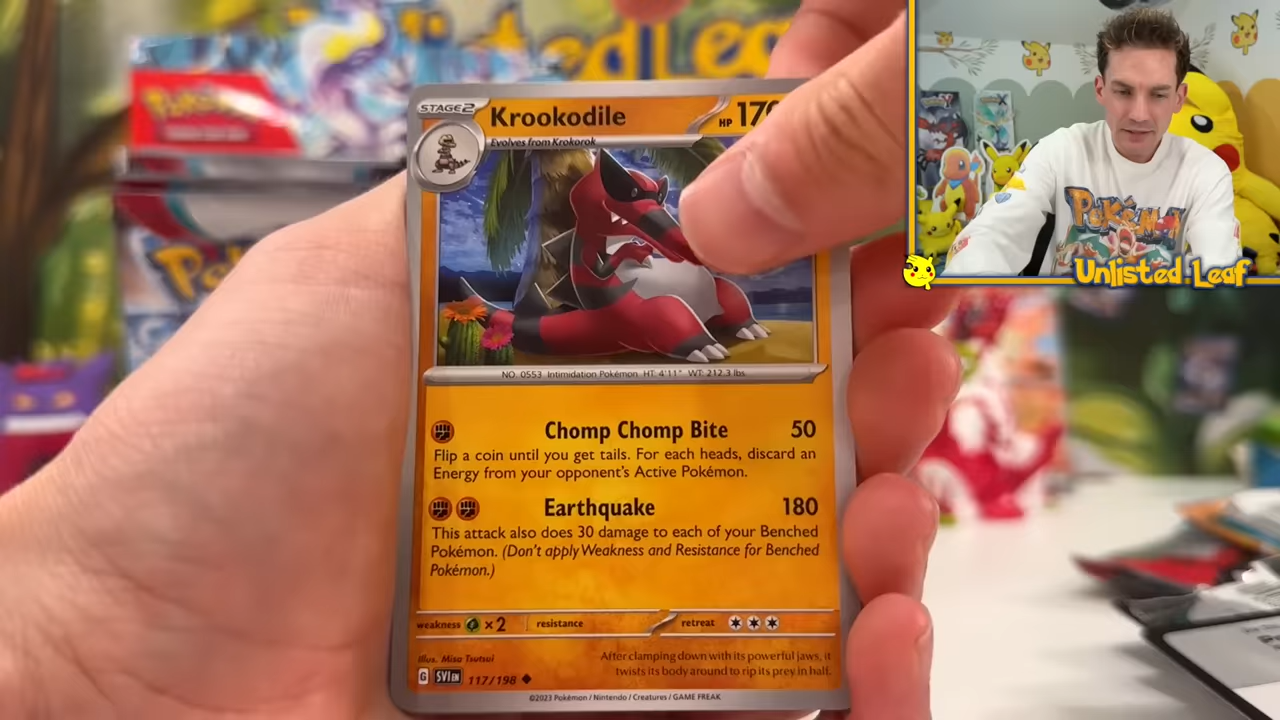 STAGE2
Krookodile
HP 170
Evolves from Krokorok
NO. 0553 Intimidation Pokémon HT: 4'11" WT: 212.3 lbs
Chomp Chomp Bite 50
Flip a coin until you get tails. For each heads, discard an
Energy from your opponent's Active Pokémon.
Earthquake 180
This attack also does 30 damage to each of your Benched
Pokémon. (Don't apply Weakness and Resistance for Benched
Pokémon.)
weakness ×2 resistance retreat
Illus. Misa Tsutsui
After clamping down with its powerful jaws, it
twists its body around to rip its prey in half.
G SVI EN 117/198
©2023 Pokémon / Nintendo / Creatures / GAME FREAK
Pokémon
Unlisted Leaf